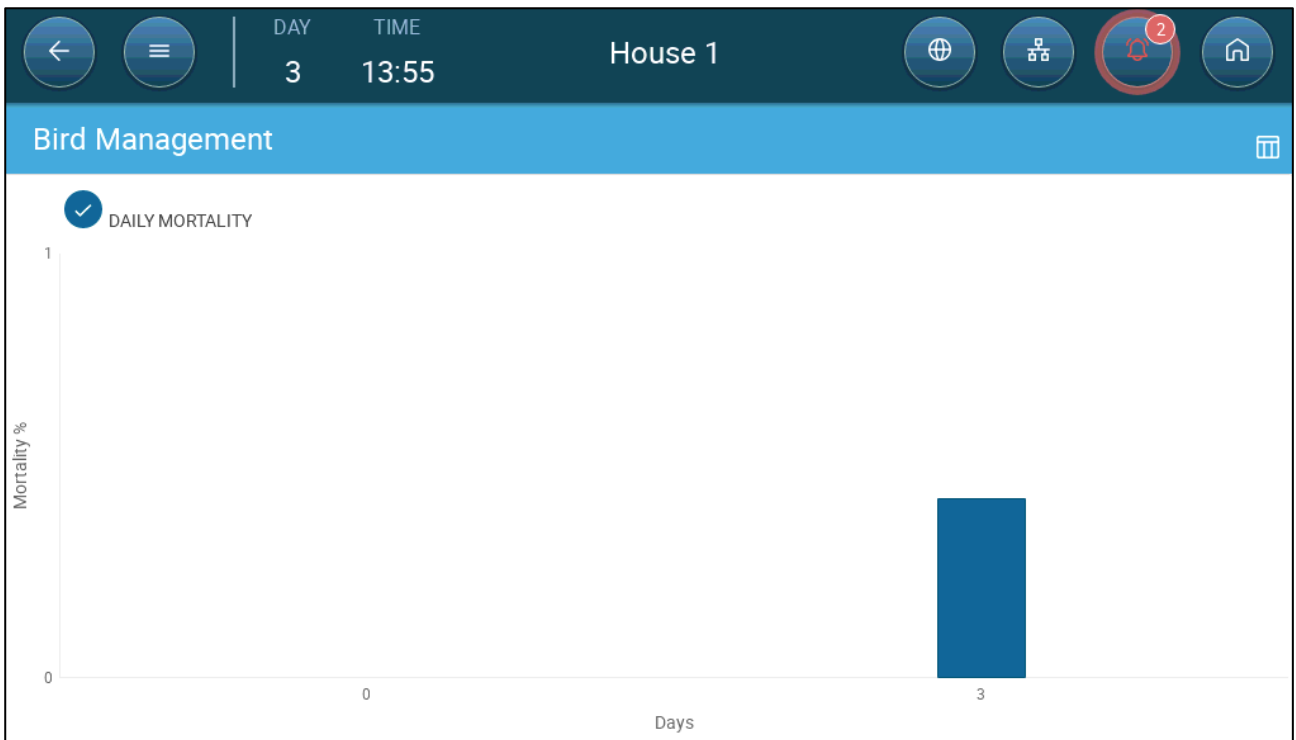 DAY
TIME
3
13:55
House 1
2
Bird Management
DAILY MORTALITY
1
Mortality %
0
0
3
Days